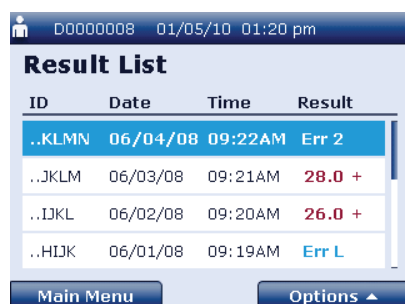 D0000008 01/05/10 01:20 pm
Result List
ID Date Time Result
..KLMN 06/04/08 09:22AM Err 2
..JKLM 06/03/08 09:21AM 28.0 +
..IJKL 06/02/08 09:20AM 26.0 +
..HIJK 06/01/08 09:19AM Err L
Main Menu Options ▲